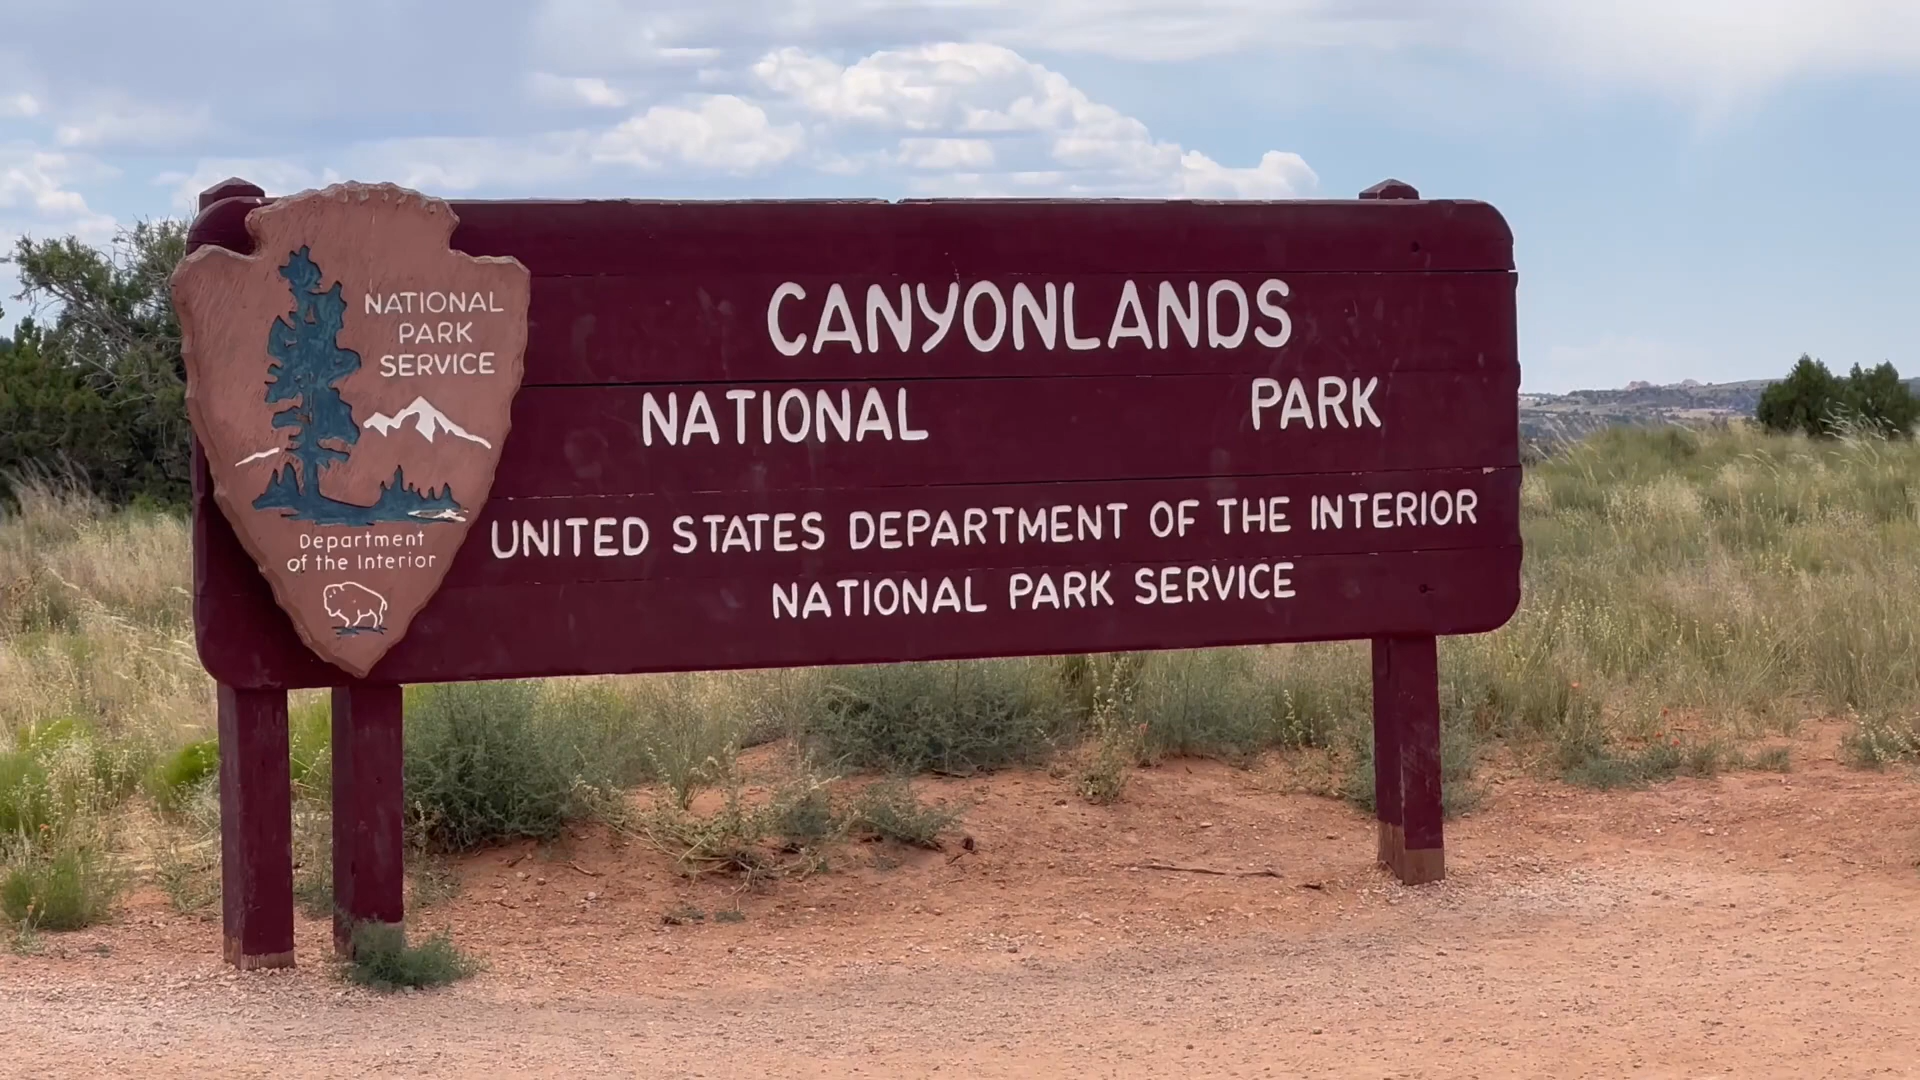 NATIONAL
PARK
SERVICE
Department
of the Interior
CANYONLANDS
NATIONAL PARK
UNITED STATES DEPARTMENT OF THE INTERIOR
NATIONAL PARK SERVICE